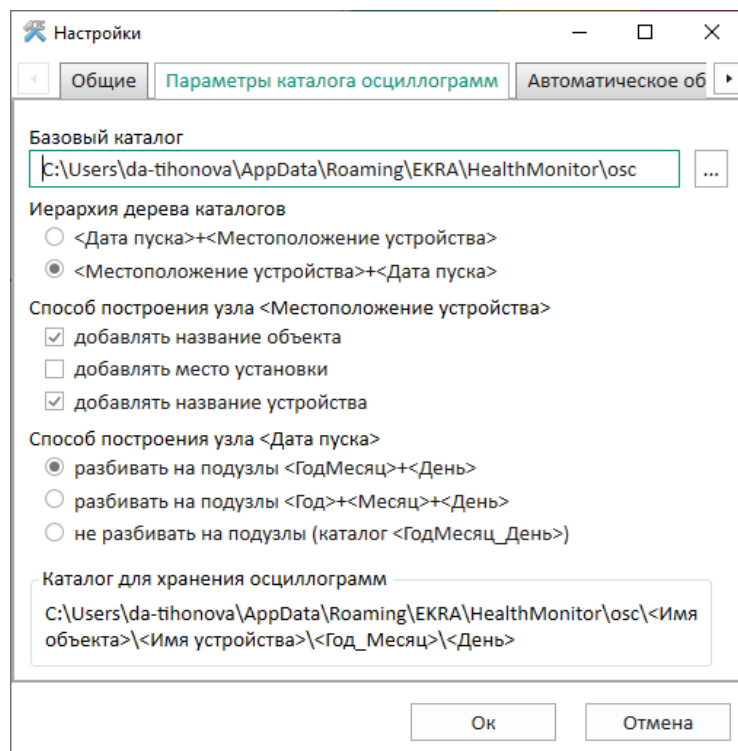 Настройки
Общие
Параметры каталога осциллограмм
Автоматическое об
Базовый каталог
C:\Users\da-tihonova\AppData\Roaming\EKRA\HealthMonitor\osc
...
Иерархия дерева каталогов
<Дата пуска>+<Местоположение устройства>
<Местоположение устройства>+<Дата пуска>
Способ построения узла <Местоположение устройства>
добавлять название объекта
добавлять место установки
добавлять название устройства
Способ построения узла <Дата пуска>
разбивать на подузлы <ГодМесяц>+<День>
разбивать на подузлы <Год>+<Месяц>+<День>
не разбивать на подузлы (каталог <ГодМесяц_День>)
Каталог для хранения осциллограмм
C:\Users\da-tihonova\AppData\Roaming\EKRA\HealthMonitor\osc\<Имя
объекта>\<Имя устройства>\<Год_Месяц>\<День>
Ок
Отмена